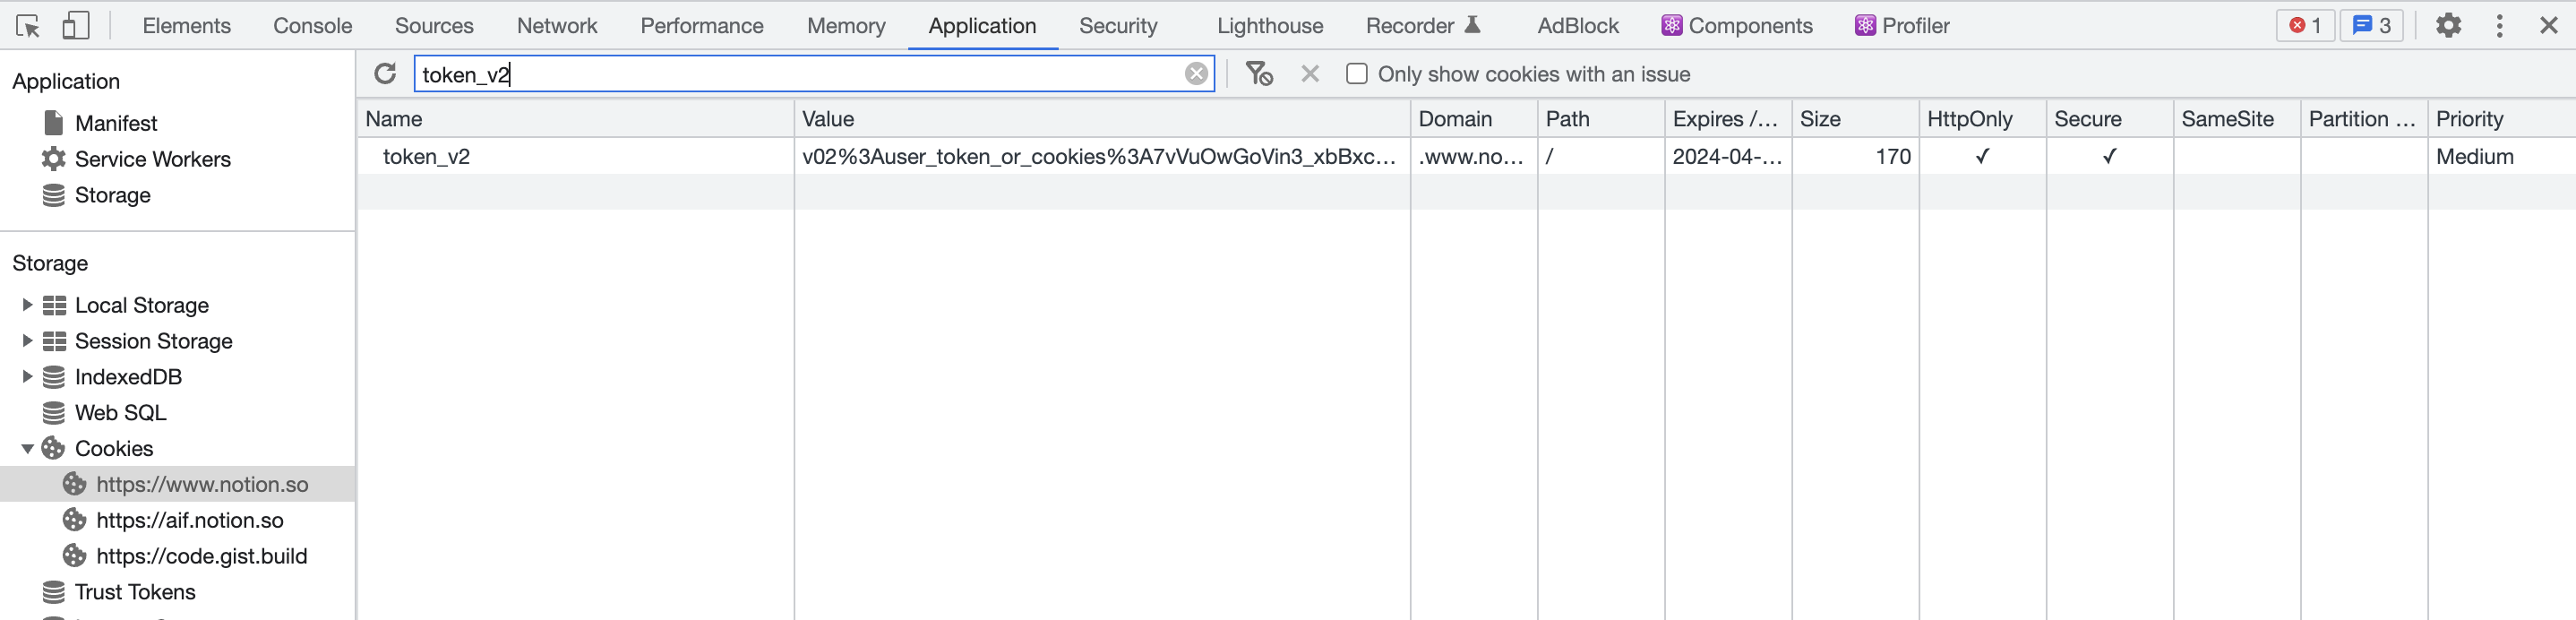 Elements Console Sources Network Performance Memory Application Security Lighthouse Recorder AdBlock Components Profiler 1 3
token_v2 Only show cookies with an issue
Application
Manifest
Service Workers
Storage
Storage
Local Storage
Session Storage
IndexedDB
Web SQL
Cookies
https://www.notion.so
https://aif.notion.so
https://code.gist.build
Trust Tokens
Name Value Domain Path Expires /... Size HttpOnly Secure SameSite Partition ... Priority
token_v2 v02%3Auser_token_or_cookies%3A7vVuOwGoVin3_xbBxc... .www.no... / 2024-04-... 170 ✓ ✓ Medium